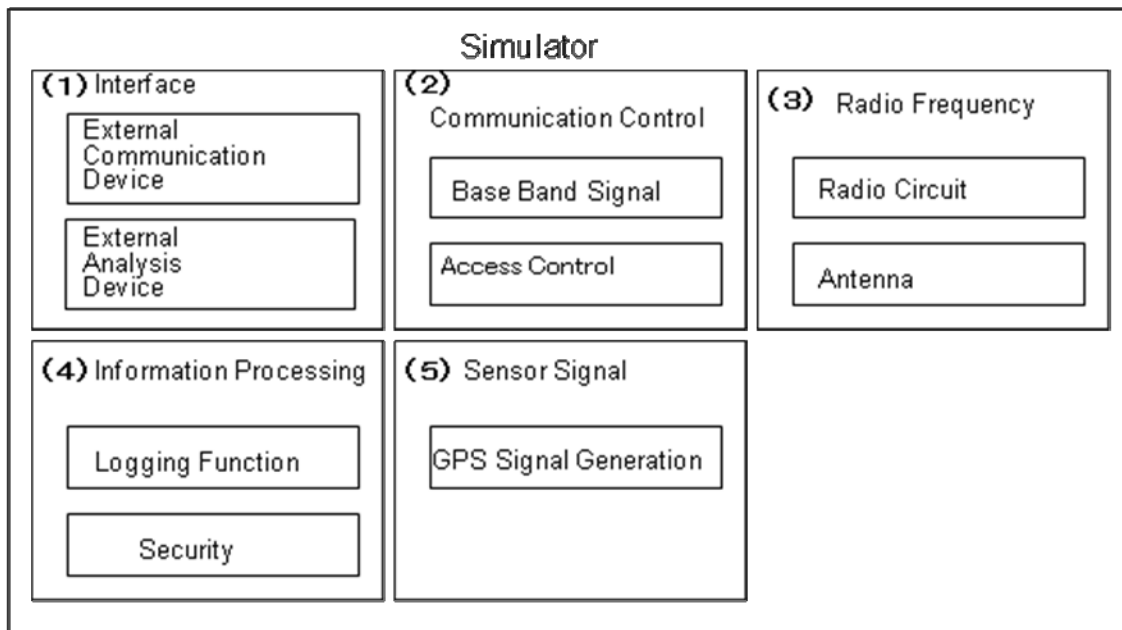 Simulator
(1) Interface
External
Communication
Device
External
Analysis
Device
(2)
Communication Control
Base Band Signal
Access Control
(3) Radio Frequency
Radio Circuit
Antenna
(4) Information Processing
Logging Function
Security
(5) Sensor Signal
GPS Signal Generation